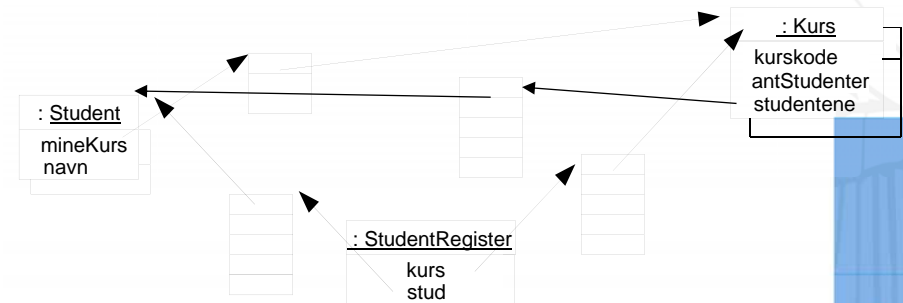 : Kurs
kurskode
antStudenter
studentene
: Student
mineKurs
navn
: StudentRegister
kurs
stud